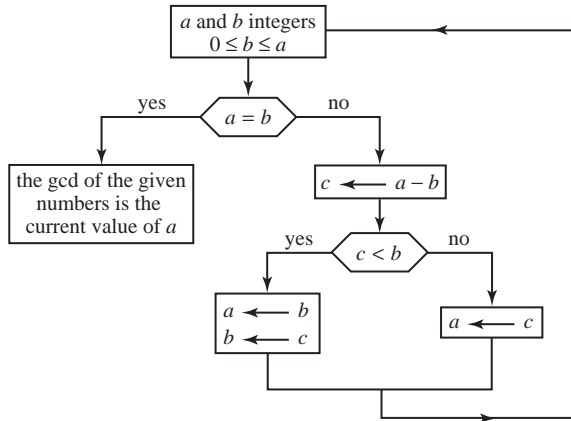 a and b integers
0 ≤ b ≤ a
yes
a = b
no
the gcd of the given
numbers is the
current value of a
c ← a − b
yes
c < b
no
a ← b
b ← c
a ← c